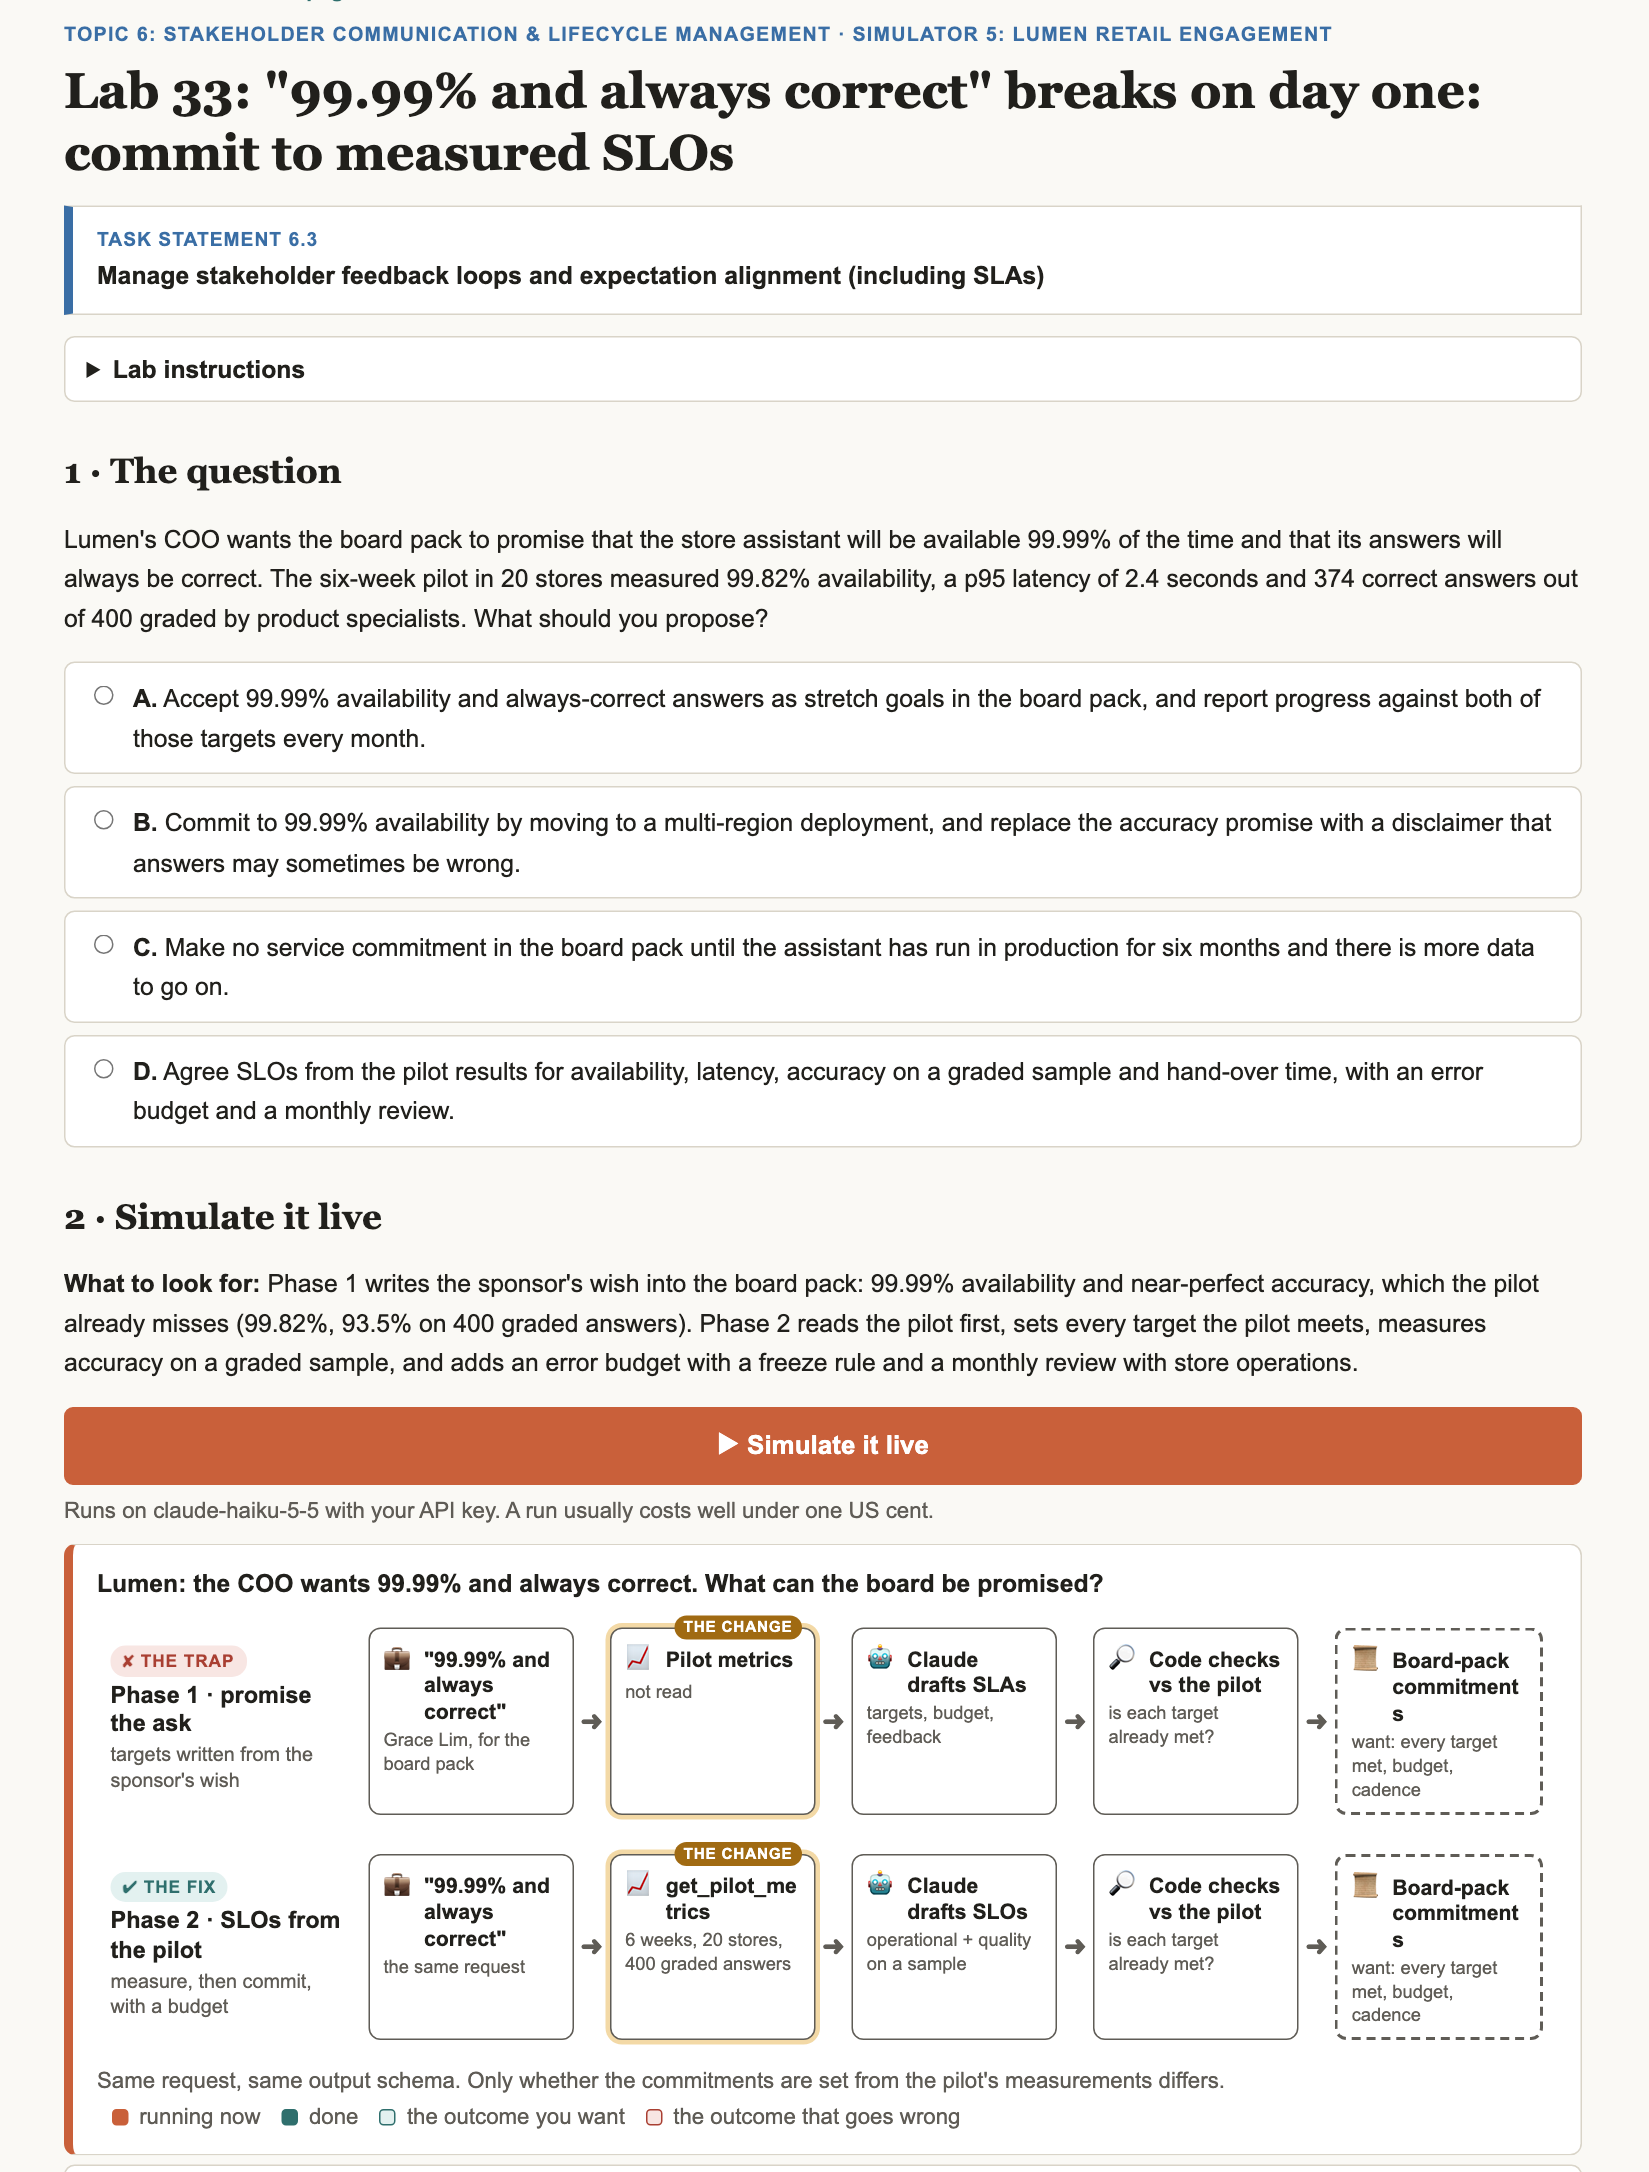 TOPIC 6: STAKEHOLDER COMMUNICATION & LIFECYCLE MANAGEMENT · SIMULATOR 5: LUMEN RETAIL ENGAGEMENT
Lab 33: "99.99% and always correct" breaks on day one:
commit to measured SLOs
TASK STATEMENT 6.3
Manage stakeholder feedback loops and expectation alignment (including SLAs)
▶ Lab instructions
1 · The question
Lumen's COO wants the board pack to promise that the store assistant will be available 99.99% of the time and that its answers will
always be correct. The six-week pilot in 20 stores measured 99.82% availability, a p95 latency of 2.4 seconds and 374 correct answers out
of 400 graded by product specialists. What should you propose?
A. Accept 99.99% availability and always-correct answers as stretch goals in the board pack, and report progress against both of
those targets every month.
B. Commit to 99.99% availability by moving to a multi-region deployment, and replace the accuracy promise with a disclaimer that
answers may sometimes be wrong.
C. Make no service commitment in the board pack until the assistant has run in production for six months and there is more data
to go on.
D. Agree SLOs from the pilot results for availability, latency, accuracy on a graded sample and hand-over time, with an error
budget and a monthly review.
2 · Simulate it live
What to look for: Phase 1 writes the sponsor's wish into the board pack: 99.99% availability and near-perfect accuracy, which the pilot
already misses (99.82%, 93.5% on 400 graded answers). Phase 2 reads the pilot first, sets every target the pilot meets, measures
accuracy on a graded sample, and adds an error budget with a freeze rule and a monthly review with store operations.
▶ Simulate it live
Runs on claude-haiku-5-5 with your API key. A run usually costs well under one US cent.
Lumen: the COO wants 99.99% and always correct. What can the board be promised?
✘ THE TRAP
Phase 1 · promise
the ask
targets written from the
sponsor's wish
"99.99% and
always
correct"
Grace Lim, for the
board pack
THE CHANGE
Pilot metrics
not read
Claude
drafts SLAs
targets, budget,
feedback
Code checks
vs the pilot
is each target
already met?
Board-pack
commitment
s
want: every target
met, budget,
cadence
✔ THE FIX
Phase 2 · SLOs from
the pilot
measure, then commit,
with a budget
"99.99% and
always
correct"
the same request
THE CHANGE
get_pilot_me
trics
6 weeks, 20 stores,
400 graded answers
Claude
drafts SLOs
operational + quality
on a sample
Code checks
vs the pilot
is each target
already met?
Board-pack
commitment
s
want: every target
met, budget,
cadence
Same request, same output schema. Only whether the commitments are set from the pilot's measurements differs.
running now done the outcome you want the outcome that goes wrong